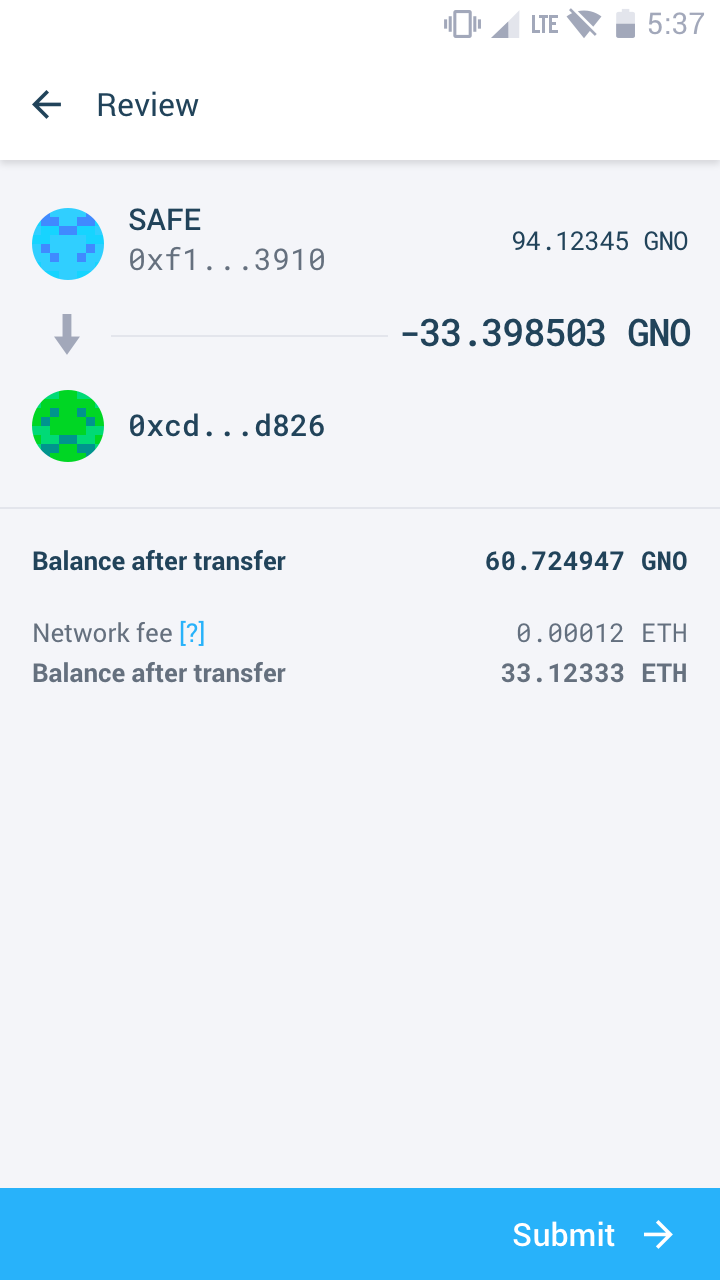 LTE 5:37
Review
SAFE
0xf1...3910
94.12345 GNO
-33.398503 GNO
0xcd...d826
Balance after transfer 60.724947 GNO
Network fee [?] 0.00012 ETH
Balance after transfer 33.12333 ETH
Submit